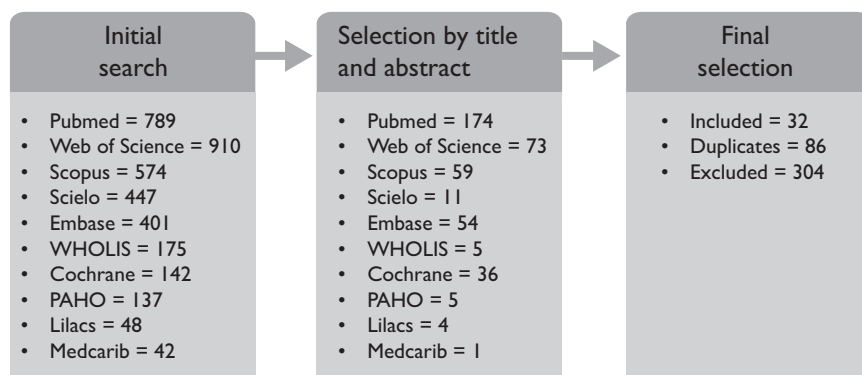 Initial
search
• Pubmed = 789
• Web of Science = 910
• Scopus = 574
• Scielo = 447
• Embase = 401
• WHOLIS = 175
• Cochrane = 142
• PAHO = 137
• Lilacs = 48
• Medcarib = 42
Selection by title
and abstract
• Pubmed = 174
• Web of Science = 73
• Scopus = 59
• Scielo = 11
• Embase = 54
• WHOLIS = 5
• Cochrane = 36
• PAHO = 5
• Lilacs = 4
• Medcarib = 1
Final
selection
• Included = 32
• Duplicates = 86
• Excluded = 304